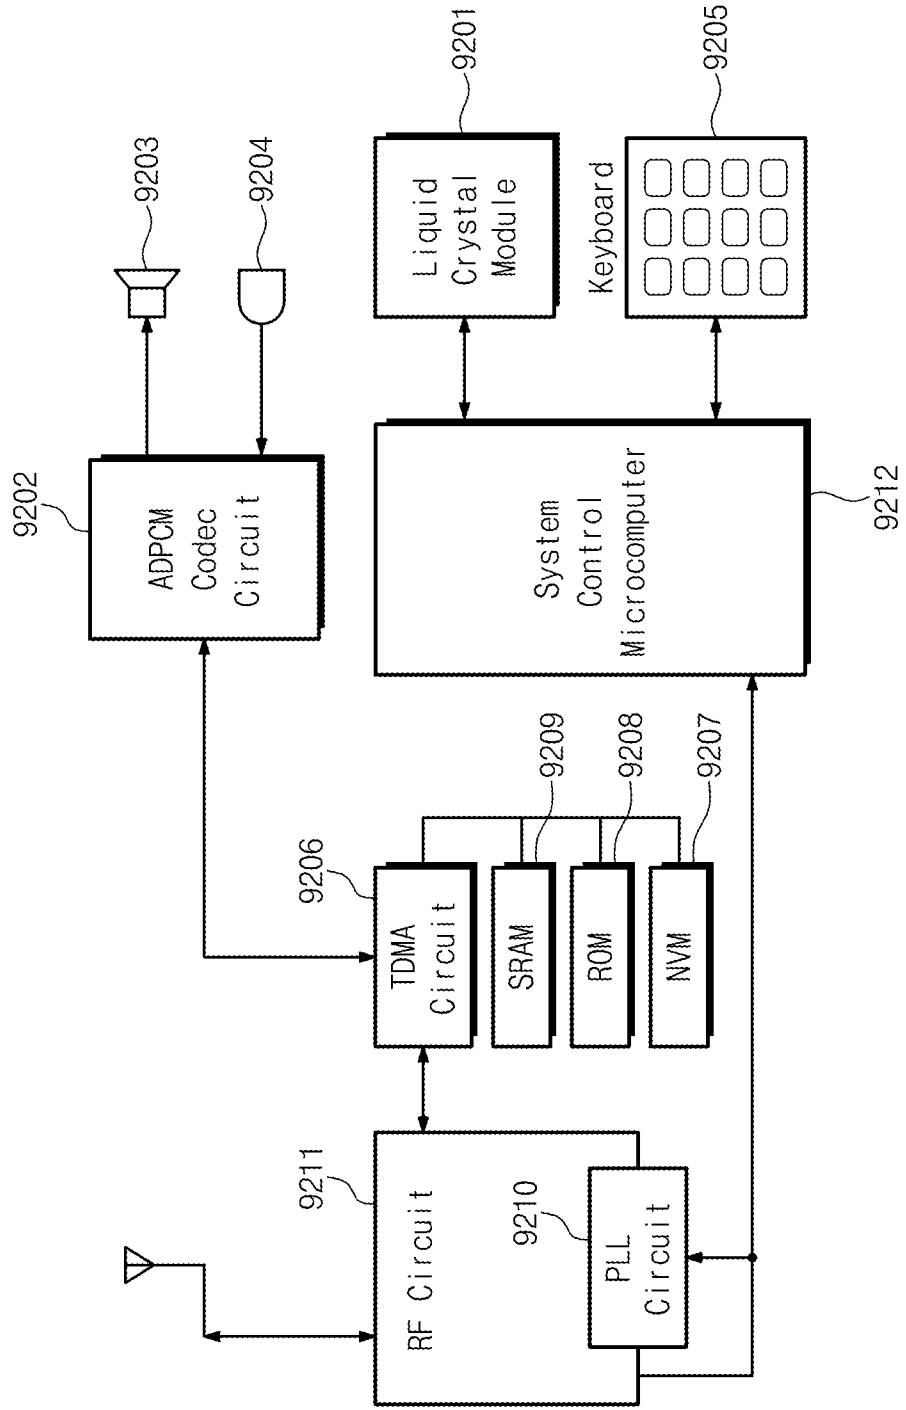 9211
RF Circuit
9210
PLL
Circuit
9206
TDMA
Circuit
SRAM
9209
ROM
9208
NVM
9207
9202
ADPCM
Codec
Circuit
9203
9204
System
Control
Microcomputer
9212
Liquid
Crystal
Module
9201
Keyboard
9205